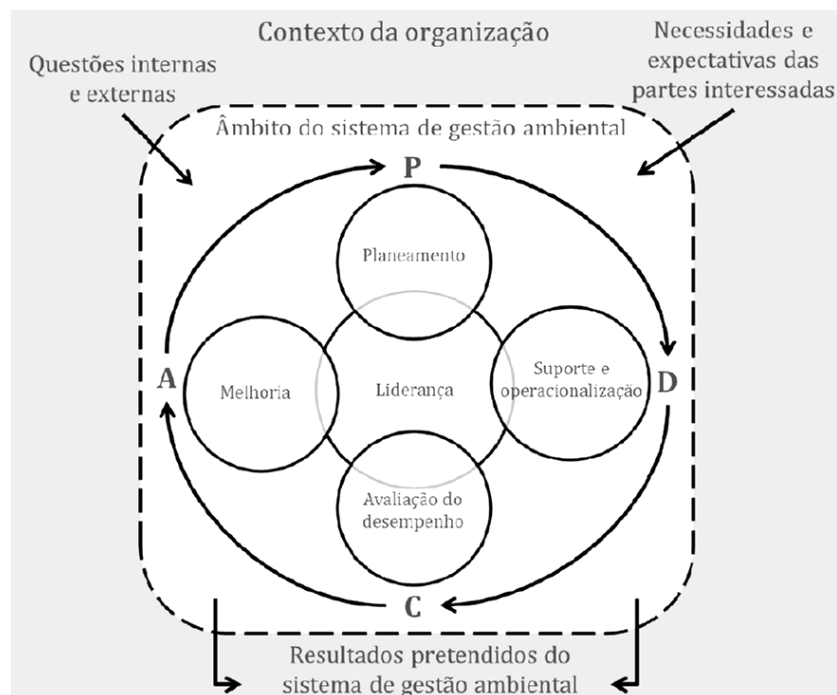 Contexto da organização
Questões internas
e externas
Necessidades e
expectativas das
partes interessadas
Âmbito do sistema de gestão ambiental
P
Planeamento
A
Melhoria
Liderança
Suporte e
operacionalização
D
Avaliação do
desempenho
C
Resultados pretendidos do
sistema de gestão ambiental